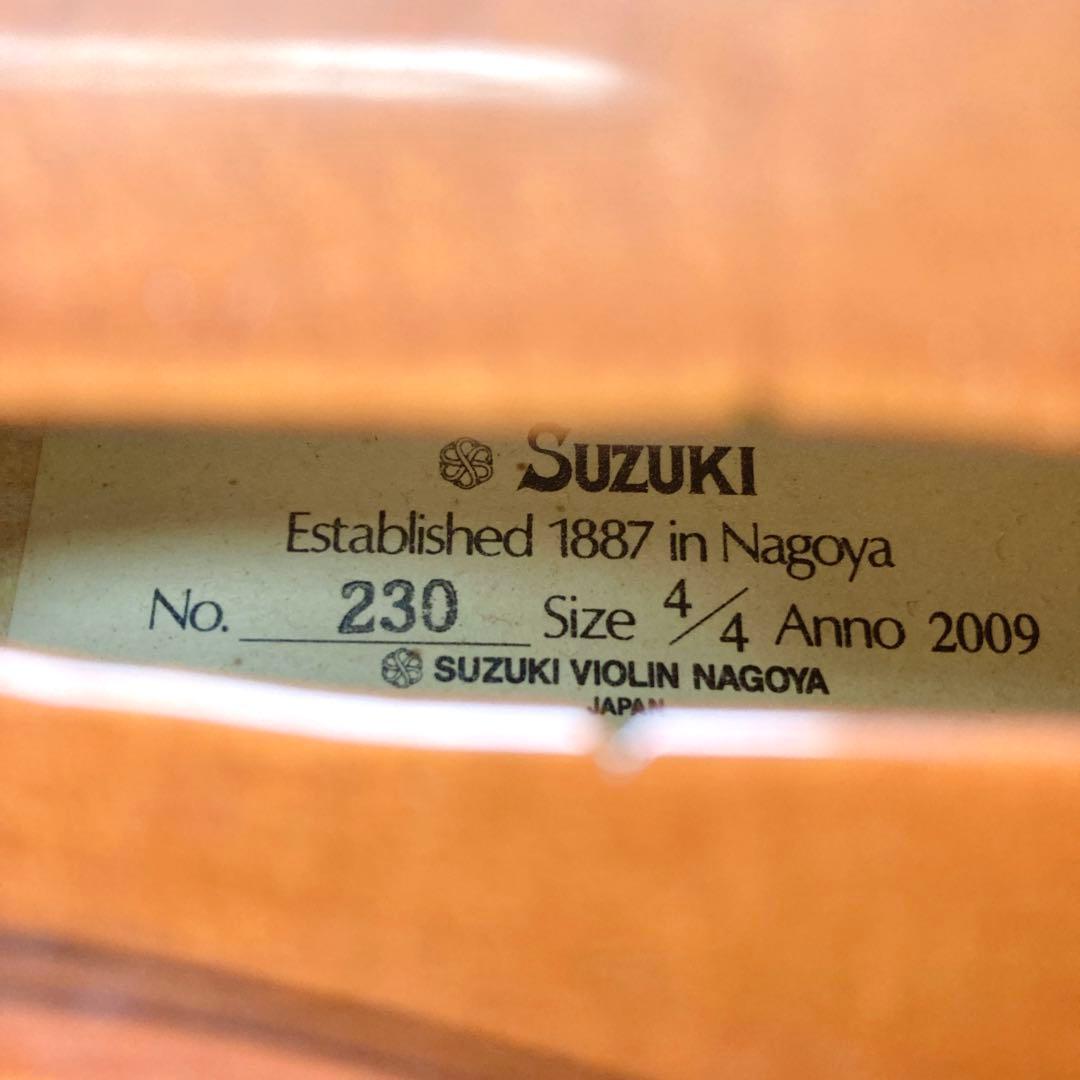 SUZUKI
Established 1887 in Nagoya
No. 230 Size 4/4 Anno 2009
SUZUKI VIOLIN NAGOYA
JAPAN